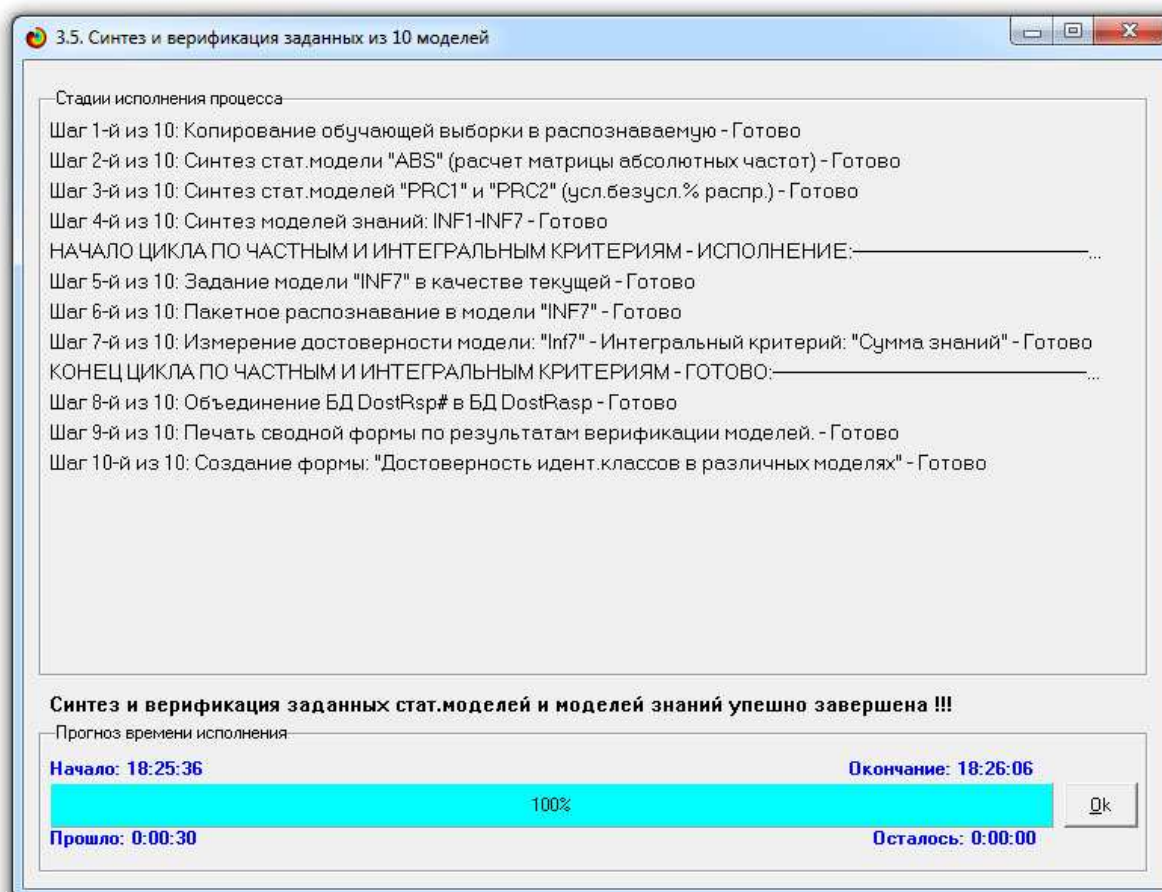 3.5. Синтез и верификация заданных из 10 моделей
Стадии исполнения процесса
Шаг 1-й из 10: Копирование обучающей выборки в распознаваемую - Готово
Шаг 2-й из 10: Синтез стат.модели "ABS" (расчет матрицы абсолютных частот) - Готово
Шаг 3-й из 10: Синтез стат.моделей "PRC1" и "PRC2" (усл.безусл.% распр.) - Готово
Шаг 4-й из 10: Синтез моделей знаний: INF1-INF7 - Готово
НАЧАЛО ЦИКЛА ПО ЧАСТНЫМ И ИНТЕГРАЛЬНЫМ КРИТЕРИЯМ - ИСПОЛНЕНИЕ:────────────...
Шаг 5-й из 10: Задание модели "INF7" в качестве текущей - Готово
Шаг 6-й из 10: Пакетное распознавание в модели "INF7" - Готово
Шаг 7-й из 10: Измерение достоверности модели: "Inf7" - Интегральный критерий: "Сумма знаний" - Готово
КОНЕЦ ЦИКЛА ПО ЧАСТНЫМ И ИНТЕГРАЛЬНЫМ КРИТЕРИЯМ - ГОТОВО:────────────────...
Шаг 8-й из 10: Объединение БД DostRsp# в БД DostRasp - Готово
Шаг 9-й из 10: Печать сводной формы по результатам верификации моделей. - Готово
Шаг 10-й из 10: Создание формы: "Достоверность идент.классов в различных моделях" - Готово
Синтез и верификация заданных стат.моделей и моделей знаний упешно завершена !!!
Прогноз времени исполнения
Начало: 18:25:36 Окончание: 18:26:06
100% Ok
Прошло: 0:00:30 Осталось: 0:00:00